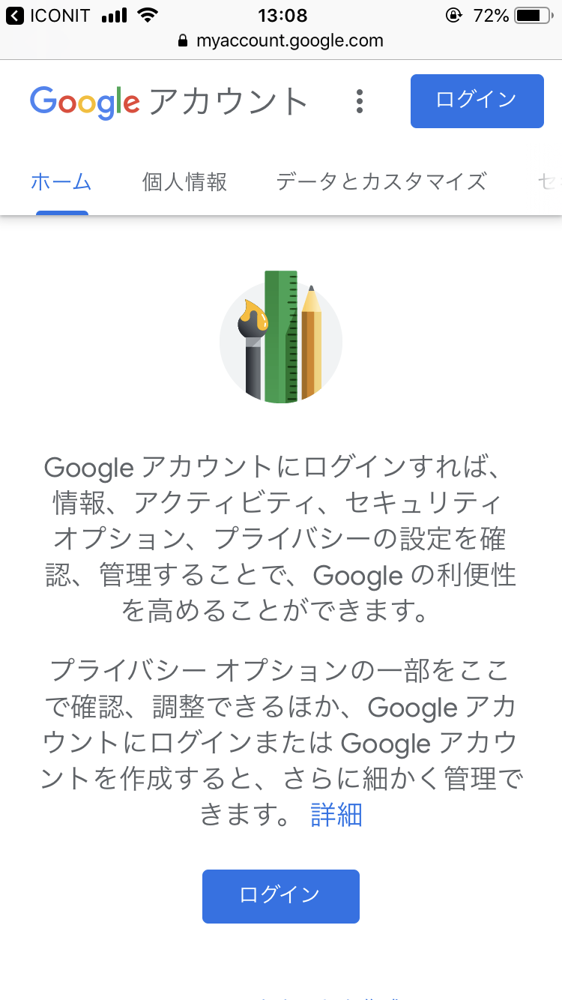 ICONIT 13:08 72%
myaccount.google.com
Google アカウント ログイン
ホーム 個人情報 データとカスタマイズ セ
Google アカウントにログインすれば、
情報、アクティビティ、セキュリティ
オプション、プライバシーの設定を確
認、管理することで、Google の利便性
を高めることができます。
プライバシー オプションの一部をここ
で確認、調整できるほか、Google アカ
ウントにログインまたは Google アカウ
ントを作成すると、さらに細かく管理で
きます。 詳細
ログイン